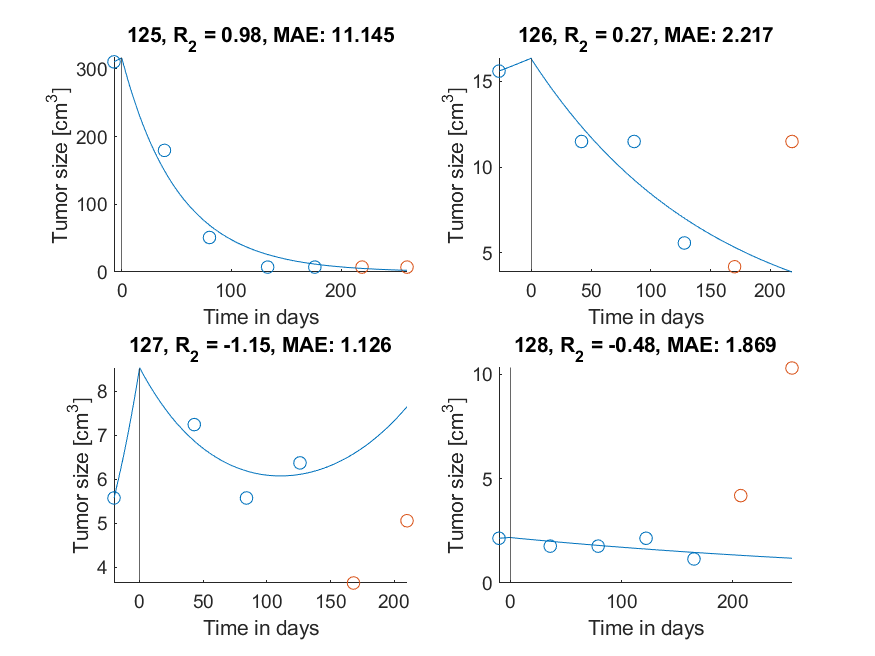 125, R2 = 0.98, MAE: 11.145
Tumor size [cm3]
300
200
100
0
0 100 200
Time in days
126, R2 = 0.27, MAE: 2.217
Tumor size [cm3]
15
10
5
0 50 100 150 200
Time in days
127, R2 = -1.15, MAE: 1.126
Tumor size [cm3]
8
7
6
5
4
0 50 100 150 200
Time in days
128, R2 = -0.48, MAE: 1.869
Tumor size [cm3]
10
5
0
0 100 200
Time in days